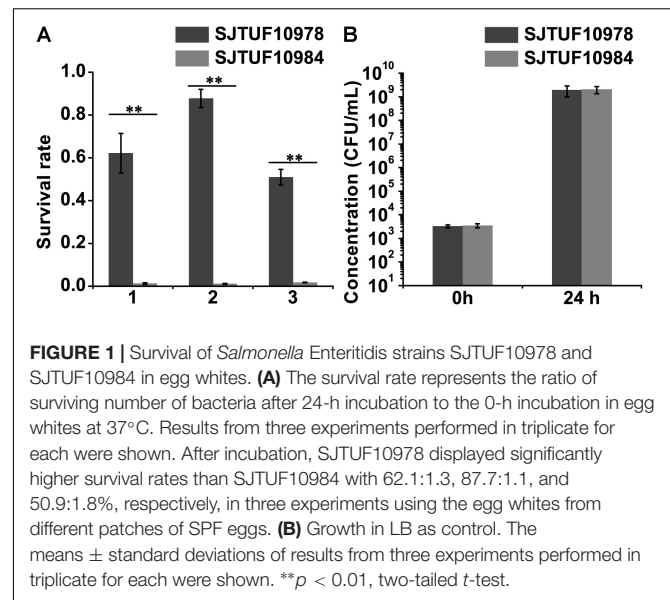 A
SJTUF10978
SJTUF10984
**
**
**
1.0
0.8
0.6
0.4
0.2
0.0
Survival rate
1
2
3
B
SJTUF10978
SJTUF10984
Concentration (CFU/mL)
10^10
10^9
10^8
10^7
10^6
10^5
10^4
10^3
10^2
10^1
0h
24 h
FIGURE 1 | Survival of Salmonella Enteritidis strains SJTUF10978 and
SJTUF10984 in egg whites. (A) The survival rate represents the ratio of
surviving number of bacteria after 24-h incubation to the 0-h incubation in egg
whites at 37°C. Results from three experiments performed in triplicate for
each were shown. After incubation, SJTUF10978 displayed significantly
higher survival rates than SJTUF10984 with 62.1:1.3, 87.7:1.1, and
50.9:1.8%, respectively, in three experiments using the egg whites from
different patches of SPF eggs. (B) Growth in LB as control. The
means ± standard deviations of results from three experiments performed in
triplicate for each were shown. **p < 0.01, two-tailed t-test.